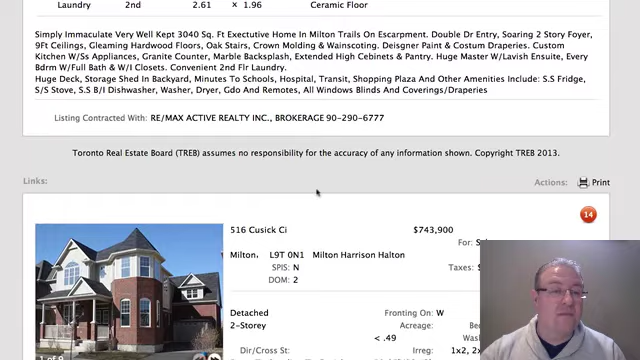 Laundry 2nd 2.61 x 1.96 Ceramic Floor
Simply Immaculate Very Well Kept 3040 Sq. Ft Exectutive Home In Milton Trails On Escarpment. Double Dr Entry, Soaring 2 Story Foyer,
9Ft Ceilings, Gleaming Hardwood Floors, Oak Stairs, Crown Molding & Wainscoting. Deisgner Paint & Costum Draperies. Custom
Kitchen W/Ss Appliances, Granite Counter, Marble Backsplash, Extended High Cebinets & Pantry. Huge Master W/Lavish Ensuite, Every
Bdrm W/Full Bath & W/I Closets. Convenient 2nd Flr Laundry.
Huge Deck, Storage Shed In Backyard, Minutes To Schools, Hospital, Transit, Shopping Plaza And Other Amenities Include: S.S Fridge,
S/S Stove, S.S B/I Dishwasher, Washer, Dryer, Gdo And Remotes, All Windows Blinds And Coverings/Draperies
Listing Contracted With: RE/MAX ACTIVE REALTY INC., BROKERAGE 90-290-6777
Toronto Real Estate Board (TREB) assumes no responsibility for the accuracy of any information shown. Copyright TREB 2013.
Links: Actions: Print
14
516 Cusick Ci $743,900
For:
Milton, L9T 0N1 Milton Harrison Halton
SPIS: N Taxes:
DOM: 2
Detached Fronting On: W
2-Storey Acreage:
< .49
Dir/Cross St: Irreg: 1x2,
1 of 9